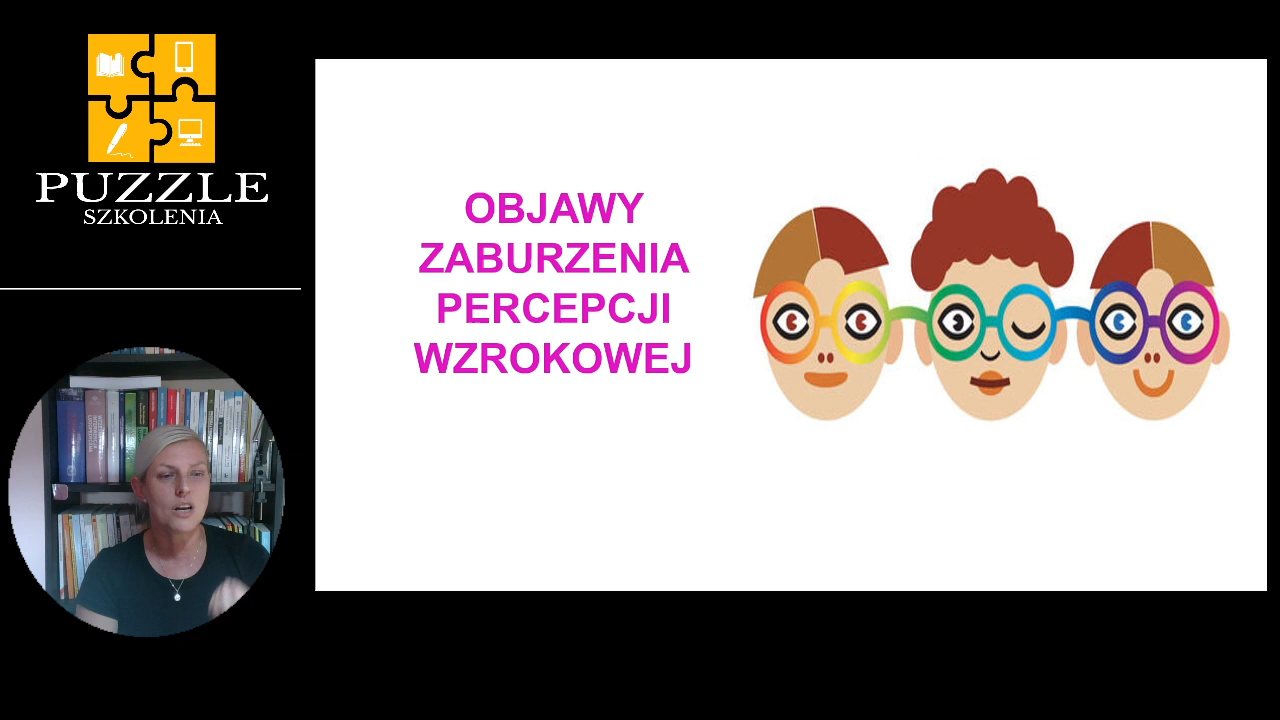 PUZZLE
SZKOLENIA
OBJAWY
ZABURZENIA
PERCEPCJI
WZROKOWEJ